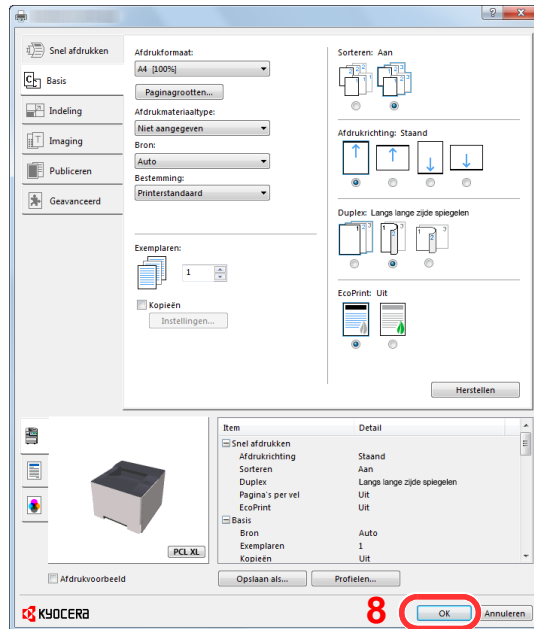 Snel afdrukken
Basis
Indeling
Imaging
Publiceren
Geavanceerd
Afdrukformaat:
A4 [100%]
Paginagrootten...
Afdrukmateriaaltype:
Niet aangegeven
Bron:
Auto
Bestemming:
Printerstandaard
Exemplaren:
1
Kopieën
Instellingen...
Sorteren: Aan
Afdrukrichting: Staand
Duplex: Langs lange zijde spiegelen
EcoPrint: Uit
Herstellen
Item Detail
Snel afdrukken
Afdrukrichting Staand
Sorteren Aan
Duplex Langs lange zijde spiegelen
Pagina's per vel Uit
EcoPrint Uit
Basis
Bron Auto
Exemplaren 1
Kopieën Uit
PCL XL
Afdrukvoorbeeld
Opslaan als... Profielen...
KYOCERA
8 OK Annuleren